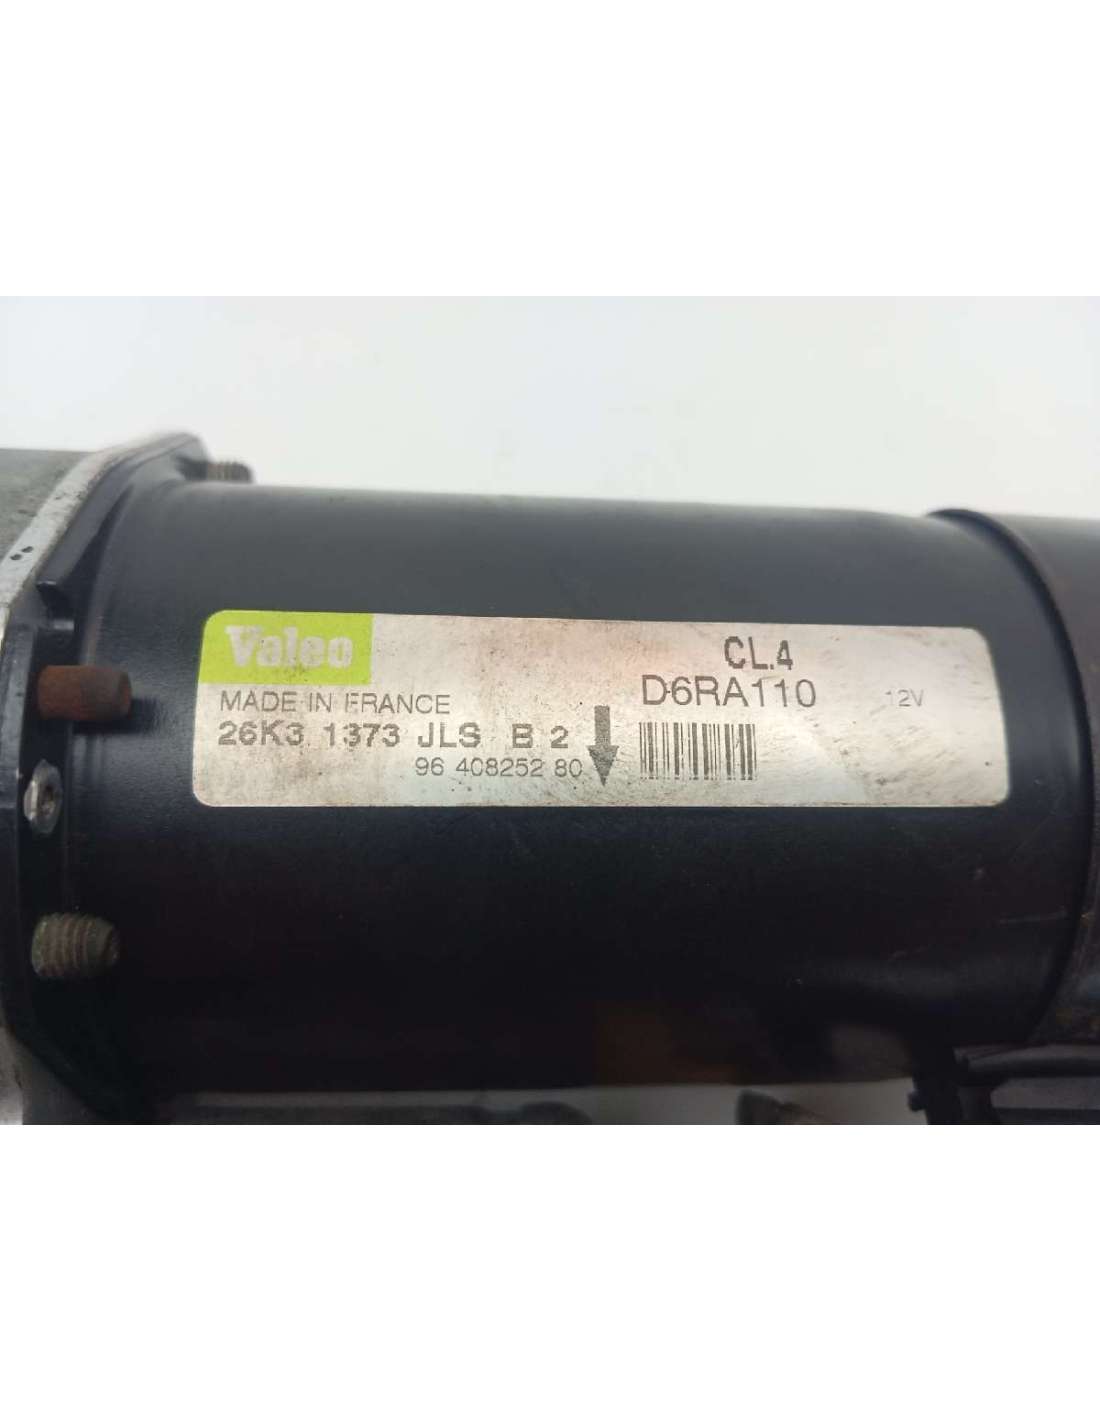 Valeo
CL.4
MADE IN FRANCE
D6RA110 12V
26K3 1373 JLS B 2
96 408252 80